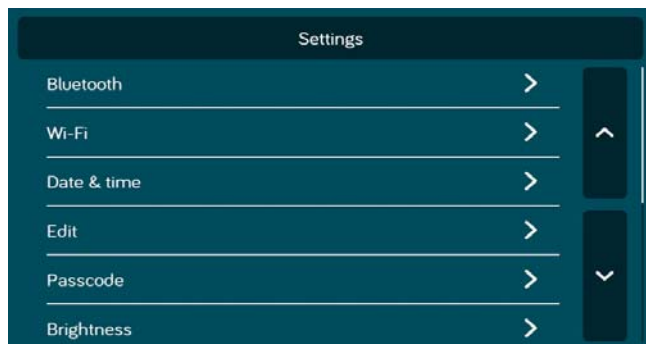 Settings
Bluetooth
Wi-Fi
Date & time
Edit
Passcode
Brightness